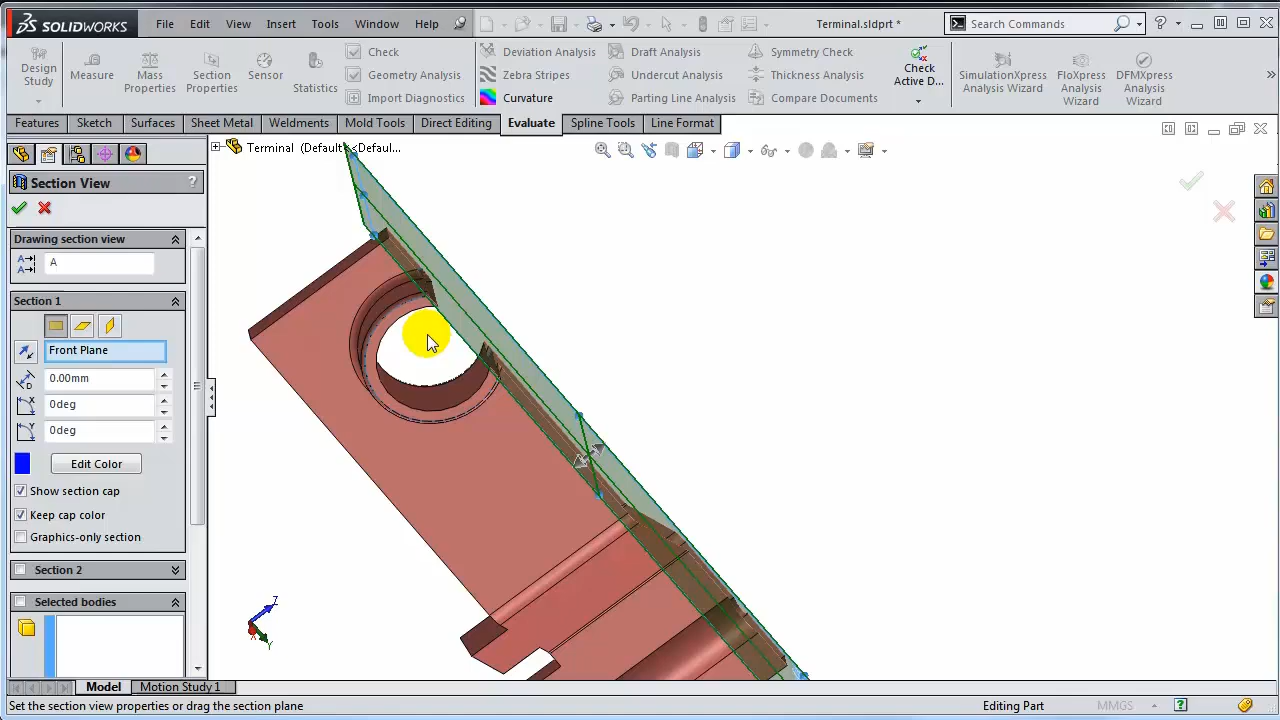 SOLIDWORKS File Edit View Insert Tools Window Help Terminal.sldprt * Search Commands ?
Design Study Measure Mass Properties Section Properties Sensor Statistics
Check Deviation Analysis Draft Analysis Symmetry Check
Geometry Analysis Zebra Stripes Undercut Analysis Thickness Analysis
Import Diagnostics Curvature Parting Line Analysis Compare Documents
Check Active D... SimulationXpress Analysis Wizard FloXpress Analysis Wizard DFMXpress Analysis Wizard
Features Sketch Surfaces Sheet Metal Weldments Mold Tools Direct Editing Evaluate Spline Tools Line Format
Terminal (Default<<Defaul...
Section View ?
Drawing section view
A
Section 1
Front Plane
0.00mm
0deg
0deg
Edit Color
Show section cap
Keep cap color
Graphics-only section
Section 2
Selected bodies
Z
Y
X
Model Motion Study 1
Set the section view properties or drag the section plane Editing Part MMGS ?